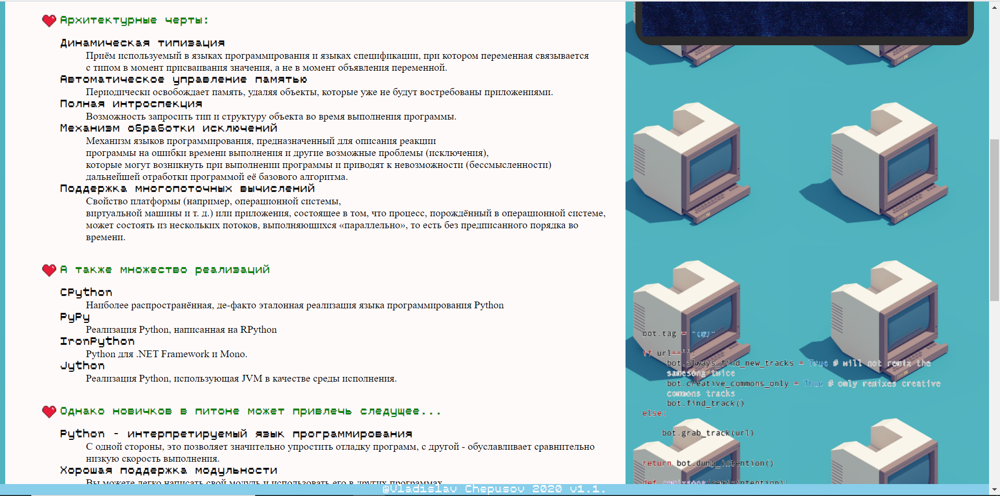 Архитектурные черты:
Динамическая типизация
Приём используемый в языках программирования и языках спецификации, при котором переменная связывается
с типом в момент присваивания значения, а не в момент объявления переменной.
Автоматическое управление памятью
Периодически освобождает память, удаляя объекты, которые уже не будут востребованы приложениями.
Полная интроспекция
Возможность запросить тип и структуру объекта во время выполнения программы.
Механизм обработки исключений
Механизм языков программирования, предназначенный для описания реакции
программы на ошибки времени выполнения и другие возможные проблемы (исключения),
которые могут возникнуть при выполнении программы и приводят к невозможности (бессмысленности)
дальнейшей отработки программой её базового алгоритма.
Поддержка многопоточных вычислений
Свойство платформы (например, операционной системы,
виртуальной машины и т. д.) или приложения, состоящее в том, что процесс, порождённый в операционной системе,
может состоять из нескольких потоков, выполняющихся «параллельно», то есть без предписанного порядка во
времени.
А также множество реализаций
CPython
Наиболее распространённая, де-факто эталонная реализация языка программирования Python
PyPy
Реализация Python, написанная на RPython
IronPython
Python для .NET Framework и Mono.
Jython
Реализация Python, использующая JVM в качестве среды исполнения.
Однако новичков в питоне может привлечь следущее...
Python - интерпретируемый язык программирования
С одной стороны, это позволяет значительно упростить отладку программ, с другой - обуславливает сравнительно
низкую скорость выполнения.
Хорошая поддержка модульности
Вы можете легко написать свой модуль и использовать его в других программах.
bot.tag =
if url=="":
bot.always_find_new_tracks = True # will not remix the
samesong twice
bot.creative_commons_only = True # only remixes creative
commons tracks
bot.find_track()
else:
bot.grab_track(url)
return bot.dump_intention()
def remixsong(remixintention):
@Vladislav Chepusov 2020 v1.1.